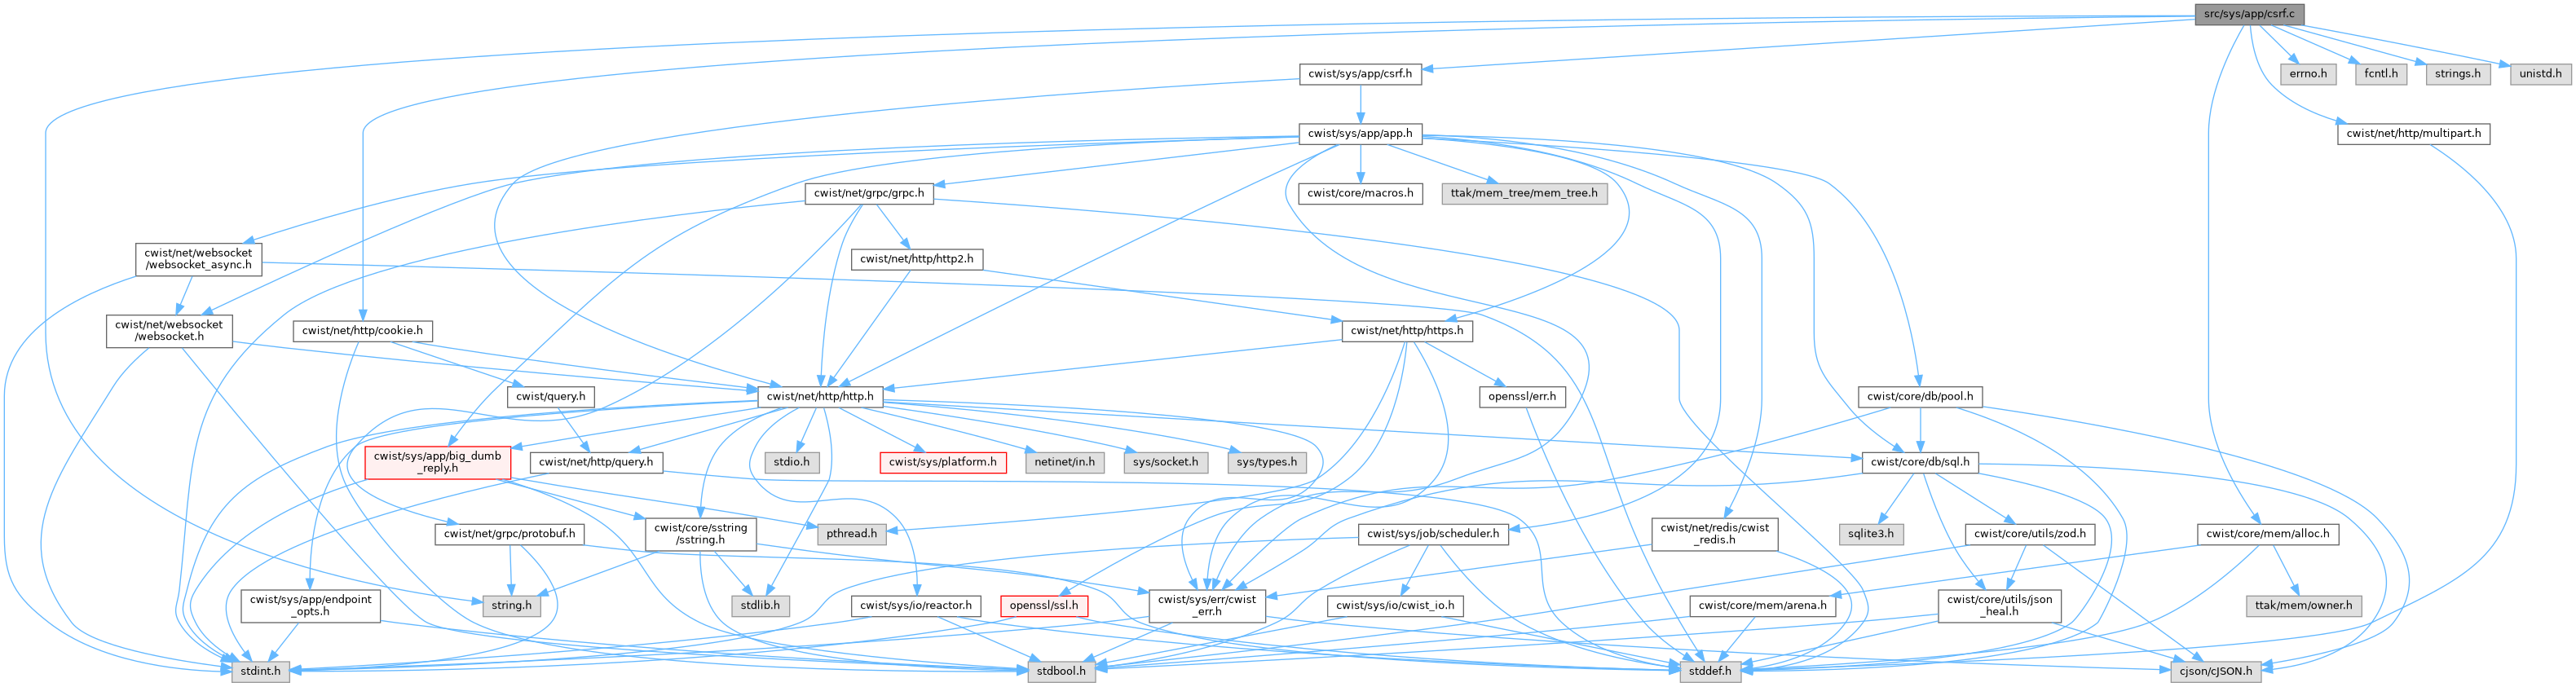 src/sys/app/csrf.c
cwist/sys/app/csrf.h
errno.h
fcntl.h
strings.h
unistd.h
cwist/sys/app/app.h
cwist/net/http/multipart.h
cwist/net/grpc/grpc.h
cwist/core/macros.h
ttak/mem_tree/mem_tree.h
cwist/net/websocket
/websocket_async.h
cwist/net/http/http2.h
cwist/net/websocket
/websocket.h
cwist/net/http/cookie.h
cwist/net/http/https.h
cwist/query.h
cwist/net/http/http.h
openssl/err.h
cwist/core/db/pool.h
cwist/sys/app/big_dumb
_reply.h
cwist/net/http/query.h
stdio.h
cwist/sys/platform.h
netinet/in.h
sys/socket.h
sys/types.h
cwist/core/db/sql.h
cwist/net/grpc/protobuf.h
cwist/core/sstring
/sstring.h
pthread.h
cwist/sys/job/scheduler.h
cwist/net/redis/cwist
_redis.h
sqlite3.h
cwist/core/utils/zod.h
cwist/core/mem/alloc.h
cwist/sys/app/endpoint
_opts.h
string.h
stdlib.h
cwist/sys/io/reactor.h
openssl/ssl.h
cwist/sys/err/cwist
_err.h
cwist/sys/io/cwist_io.h
cwist/core/mem/arena.h
cwist/core/utils/json
_heal.h
ttak/mem/owner.h
stdint.h
stdbool.h
stddef.h
cjson/cJSON.h